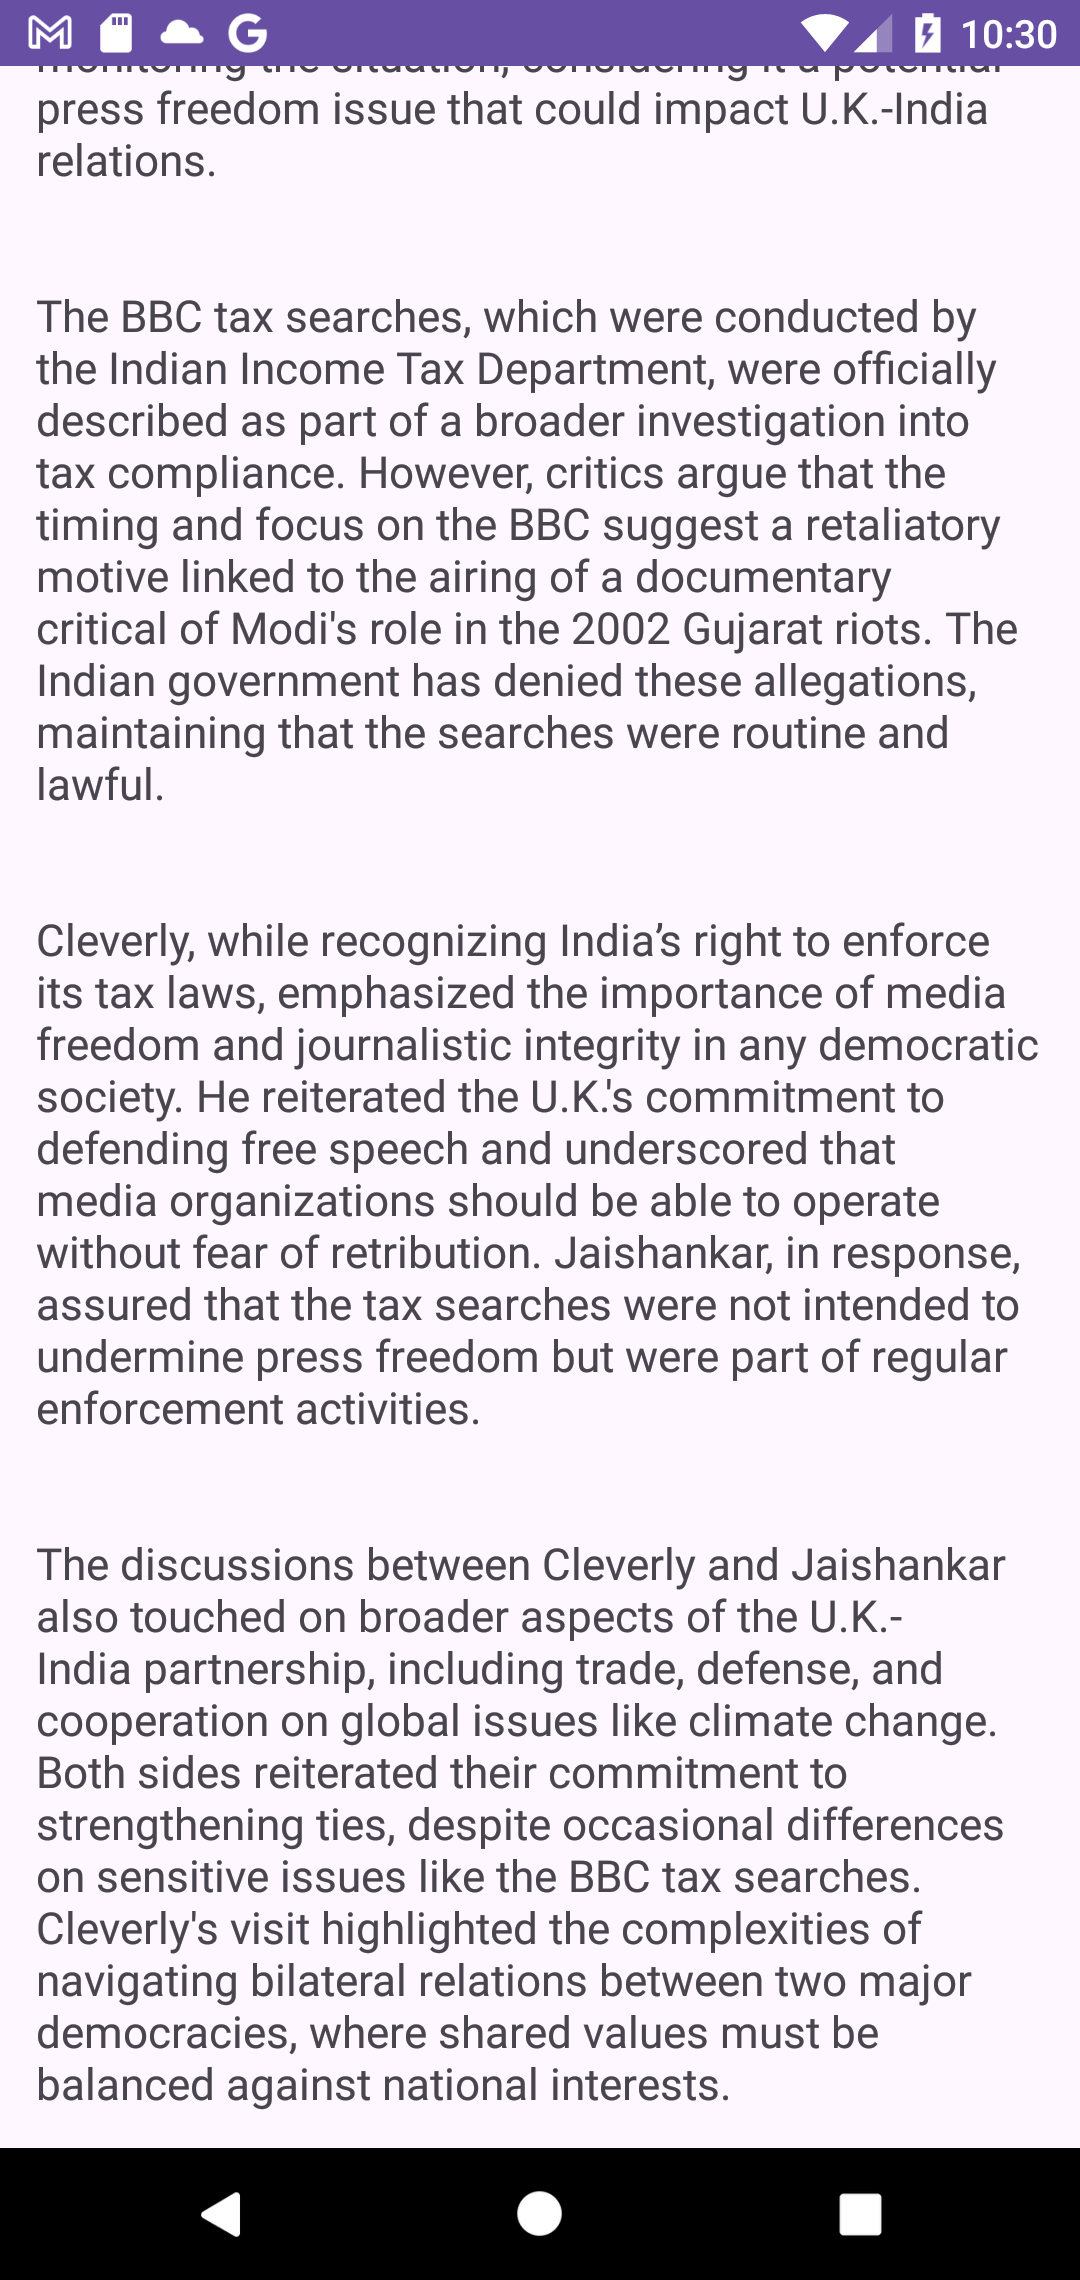 10:30
monitoring the situation, considering it a potential
press freedom issue that could impact U.K.-India
relations.
The BBC tax searches, which were conducted by
the Indian Income Tax Department, were officially
described as part of a broader investigation into
tax compliance. However, critics argue that the
timing and focus on the BBC suggest a retaliatory
motive linked to the airing of a documentary
critical of Modi's role in the 2002 Gujarat riots. The
Indian government has denied these allegations,
maintaining that the searches were routine and
lawful.
Cleverly, while recognizing India’s right to enforce
its tax laws, emphasized the importance of media
freedom and journalistic integrity in any democratic
society. He reiterated the U.K.'s commitment to
defending free speech and underscored that
media organizations should be able to operate
without fear of retribution. Jaishankar, in response,
assured that the tax searches were not intended to
undermine press freedom but were part of regular
enforcement activities.
The discussions between Cleverly and Jaishankar
also touched on broader aspects of the U.K.-
India partnership, including trade, defense, and
cooperation on global issues like climate change.
Both sides reiterated their commitment to
strengthening ties, despite occasional differences
on sensitive issues like the BBC tax searches.
Cleverly's visit highlighted the complexities of
navigating bilateral relations between two major
democracies, where shared values must be
balanced against national interests.